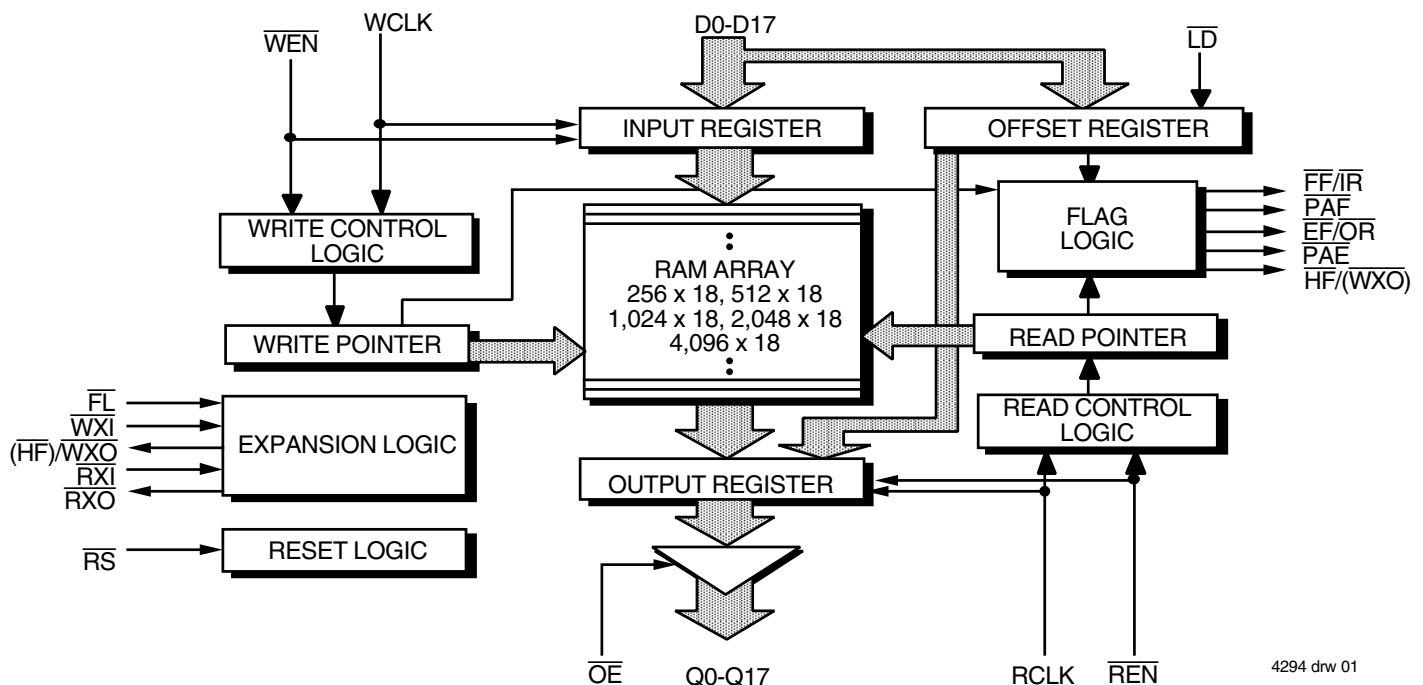 WEN
WCLK
D0-D17
LD
INPUT REGISTER
OFFSET REGISTER
WRITE CONTROL
LOGIC
WRITE POINTER
RAM ARRAY
256 x 18, 512 x 18
1,024 x 18, 2,048 x 18
4,096 x 18
FLAG
LOGIC
FF/IR
PAF
EF/OR
PAE
HF/(WXO)
READ POINTER
READ CONTROL
LOGIC
FL
WXI
(HF)/WXO
RXI
RXO
EXPANSION LOGIC
OUTPUT REGISTER
RS
RESET LOGIC
OE
Q0-Q17
RCLK
REN
4294 drw 01